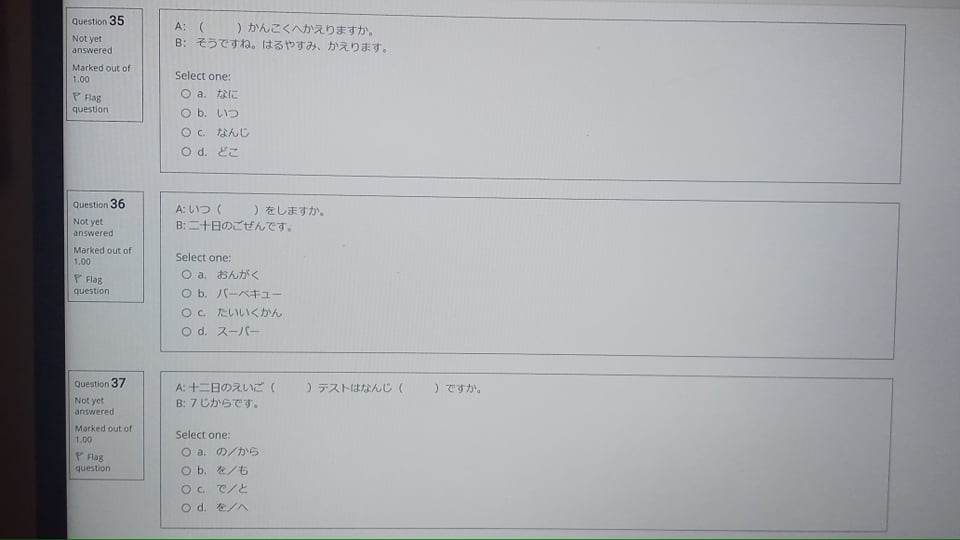 Question 35
Not yet
answered
Marked out of
1.00
Flag
question
A: （　　　）かんこくへかえりますか。
B: そうですね。はるやすみ、かえります。
Select one:
a. なに
b. いつ
c. なんじ
d. どこ
Question 36
Not yet
answered
Marked out of
1.00
Flag
question
A: いつ（　　　）をしますか。
B: 二十日のごぜんです。
Select one:
a. おんがく
b. バーベキュー
c. たいいくかん
d. スーパー
Question 37
Not yet
answered
Marked out of
1.00
Flag
question
A: 十二日のえいご（　　　）テストはなんじ（　　　）ですか。
B: ７じからです。
Select one:
a. の／から
b. を／も
c. で／と
d. を／へ